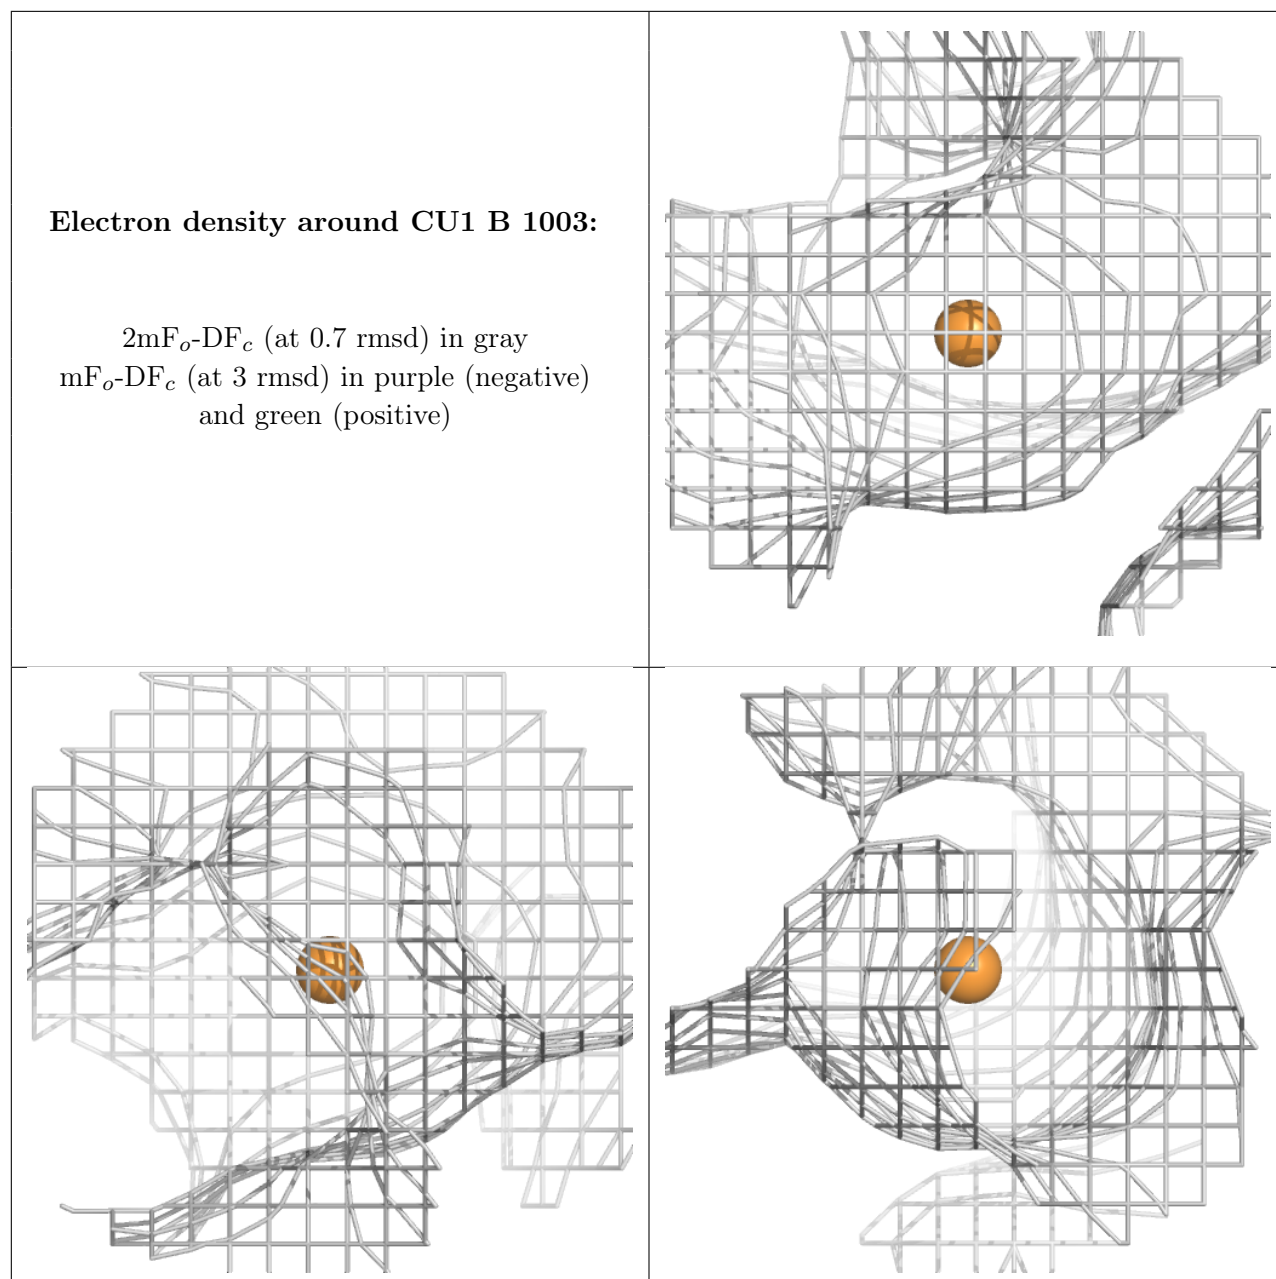 Electron density around CU1 B 1003:
2mFo-DFc (at 0.7 rmsd) in gray
mFo-DFc (at 3 rmsd) in purple (negative)
and green (positive)